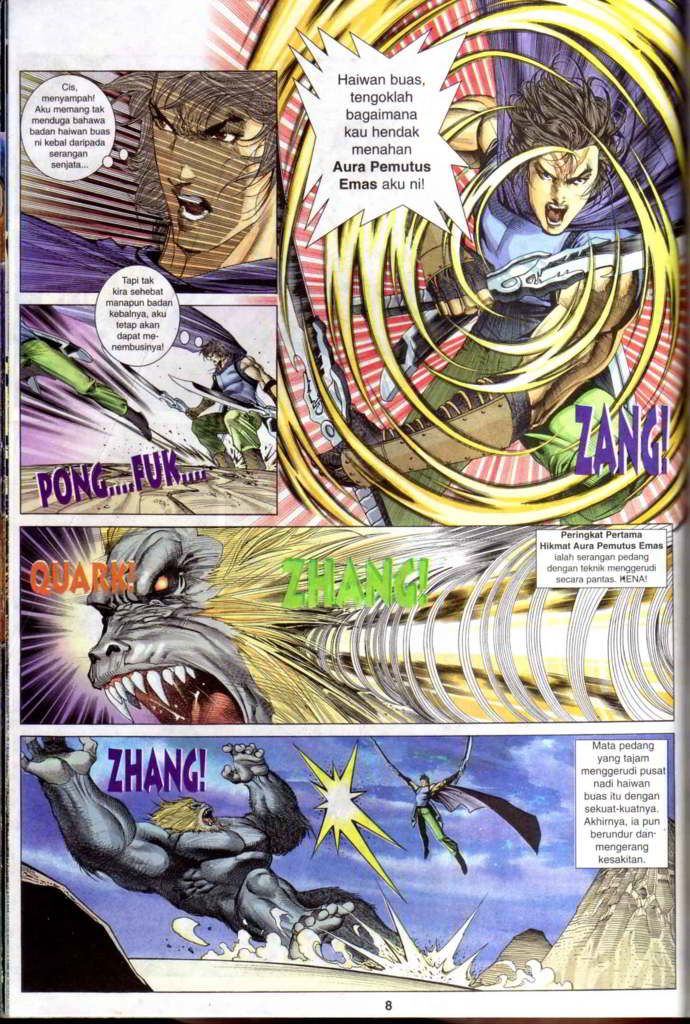 Cis,
menyampah!
Aku memang tak
menduga bahawa
badan haiwan buas
ni kebal daripada
serangan
senjata...
Haiwan buas,
tengoklah
bagaimana
kau hendak
menahan
Aura Pemutus
Emas aku ni!
Tapi tak
kira sehebat
manapun badan
kebalnya, aku
tetap akan
dapat me-
nembusinya!
ZANG!
PONG....FUK....
QUARK!
ZHANG!
Peringkat Pertama
Hikmat Aura Pemutus Emas
ialah serangan pedang
dengan teknik menggerudi
secara pantas. KENA!
ZHANG!
Mata pedang
yang tajam
menggerudi pusat
nadi haiwan
buas itu dengan
sekuat-kuatnya.
Akhirnya, ia pun
berundur dan
mengerang
kesakitan.
ZHANG!
8